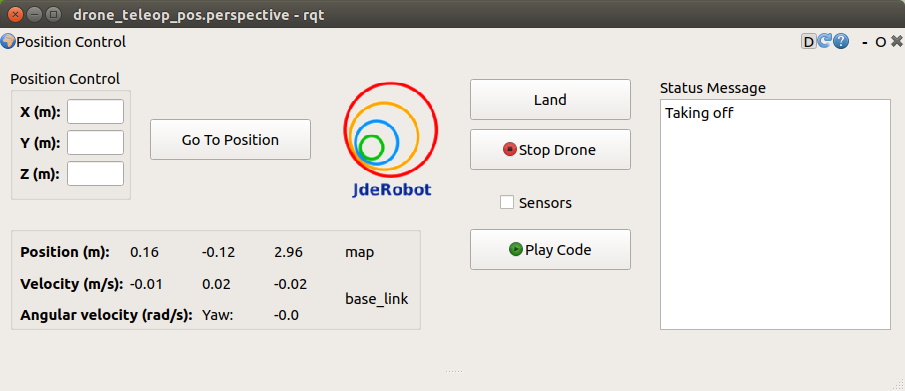 drone_teleop_pos.perspective - rqt
Position Control
D
?
- O
Position Control
X (m):
Y (m):
Z (m):
Go To Position
JdeRobot
Land
Stop Drone
Sensors
Play Code
Status Message
Taking off
Position (m): 0.16 -0.12 2.96 map
Velocity (m/s): -0.01 0.02 -0.02
base_link
Angular velocity (rad/s): Yaw: -0.0